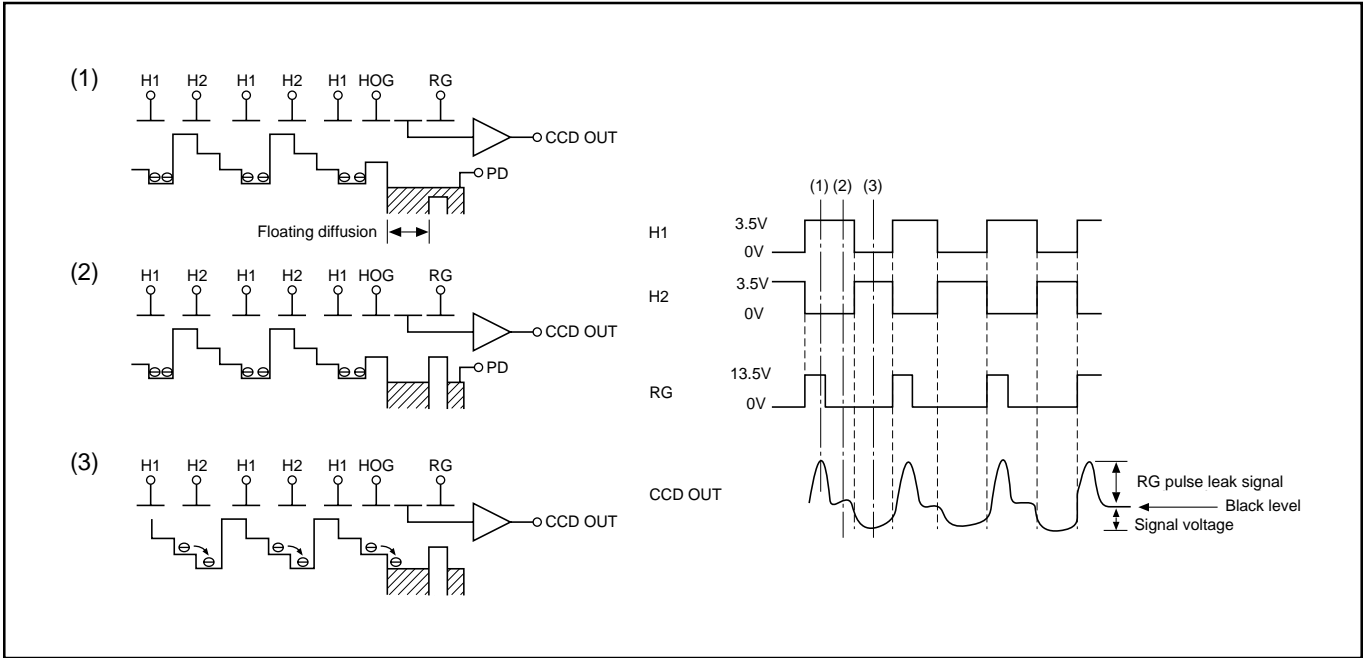 (1)
H1 H2 H1 H2 H1 HOG RG
CCD OUT
PD
Floating diffusion
(2)
H1 H2 H1 H2 H1 HOG RG
CCD OUT
PD
(3)
H1 H2 H1 H2 H1 HOG RG
CCD OUT
(1) (2) (3)
H1
3.5V
0V
H2
3.5V
0V
RG
13.5V
0V
CCD OUT
RG pulse leak signal
Black level
Signal voltage